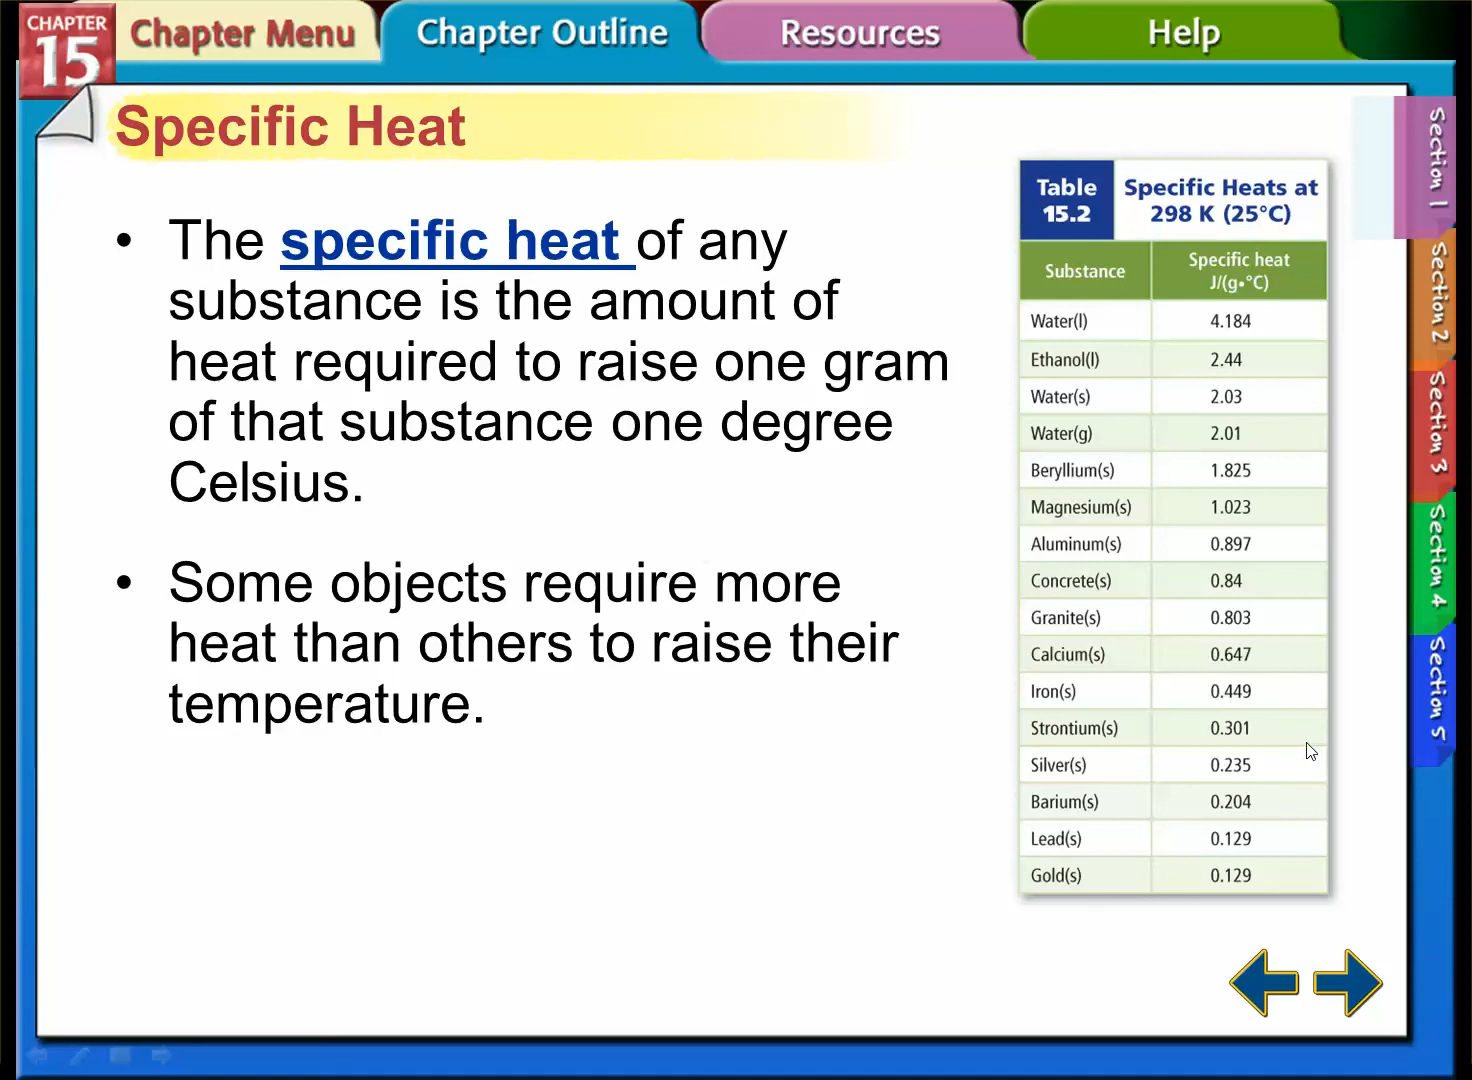 CHAPTER
15
Chapter Menu
Chapter Outline
Resources
Help
Specific Heat
• The specific heat of any
substance is the amount of
heat required to raise one gram
of that substance one degree
Celsius.
• Some objects require more
heat than others to raise their
temperature.
Table
15.2
Specific Heats at
298 K (25°C)
Substance
Specific heat
J/(g•°C)
Water(l) 4.184
Ethanol(l) 2.44
Water(s) 2.03
Water(g) 2.01
Beryllium(s) 1.825
Magnesium(s) 1.023
Aluminum(s) 0.897
Concrete(s) 0.84
Granite(s) 0.803
Calcium(s) 0.647
Iron(s) 0.449
Strontium(s) 0.301
Silver(s) 0.235
Barium(s) 0.204
Lead(s) 0.129
Gold(s) 0.129
Section 1
Section 2
Section 3
Section 4
Section 5